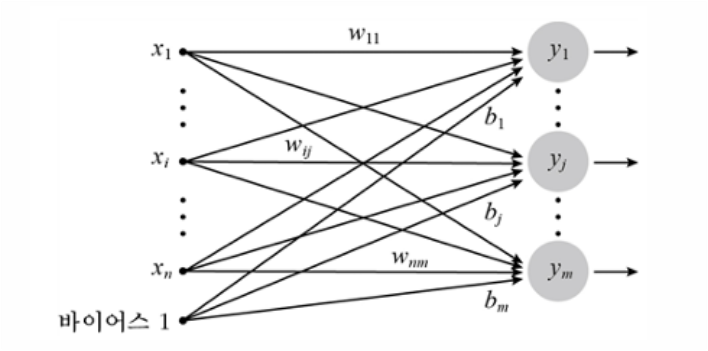 x₁ w₁₁ y₁
b₁
xᵢ wᵢⱼ yⱼ
bⱼ
xₙ wₙₘ yₘ
바이어스 1 bₘ